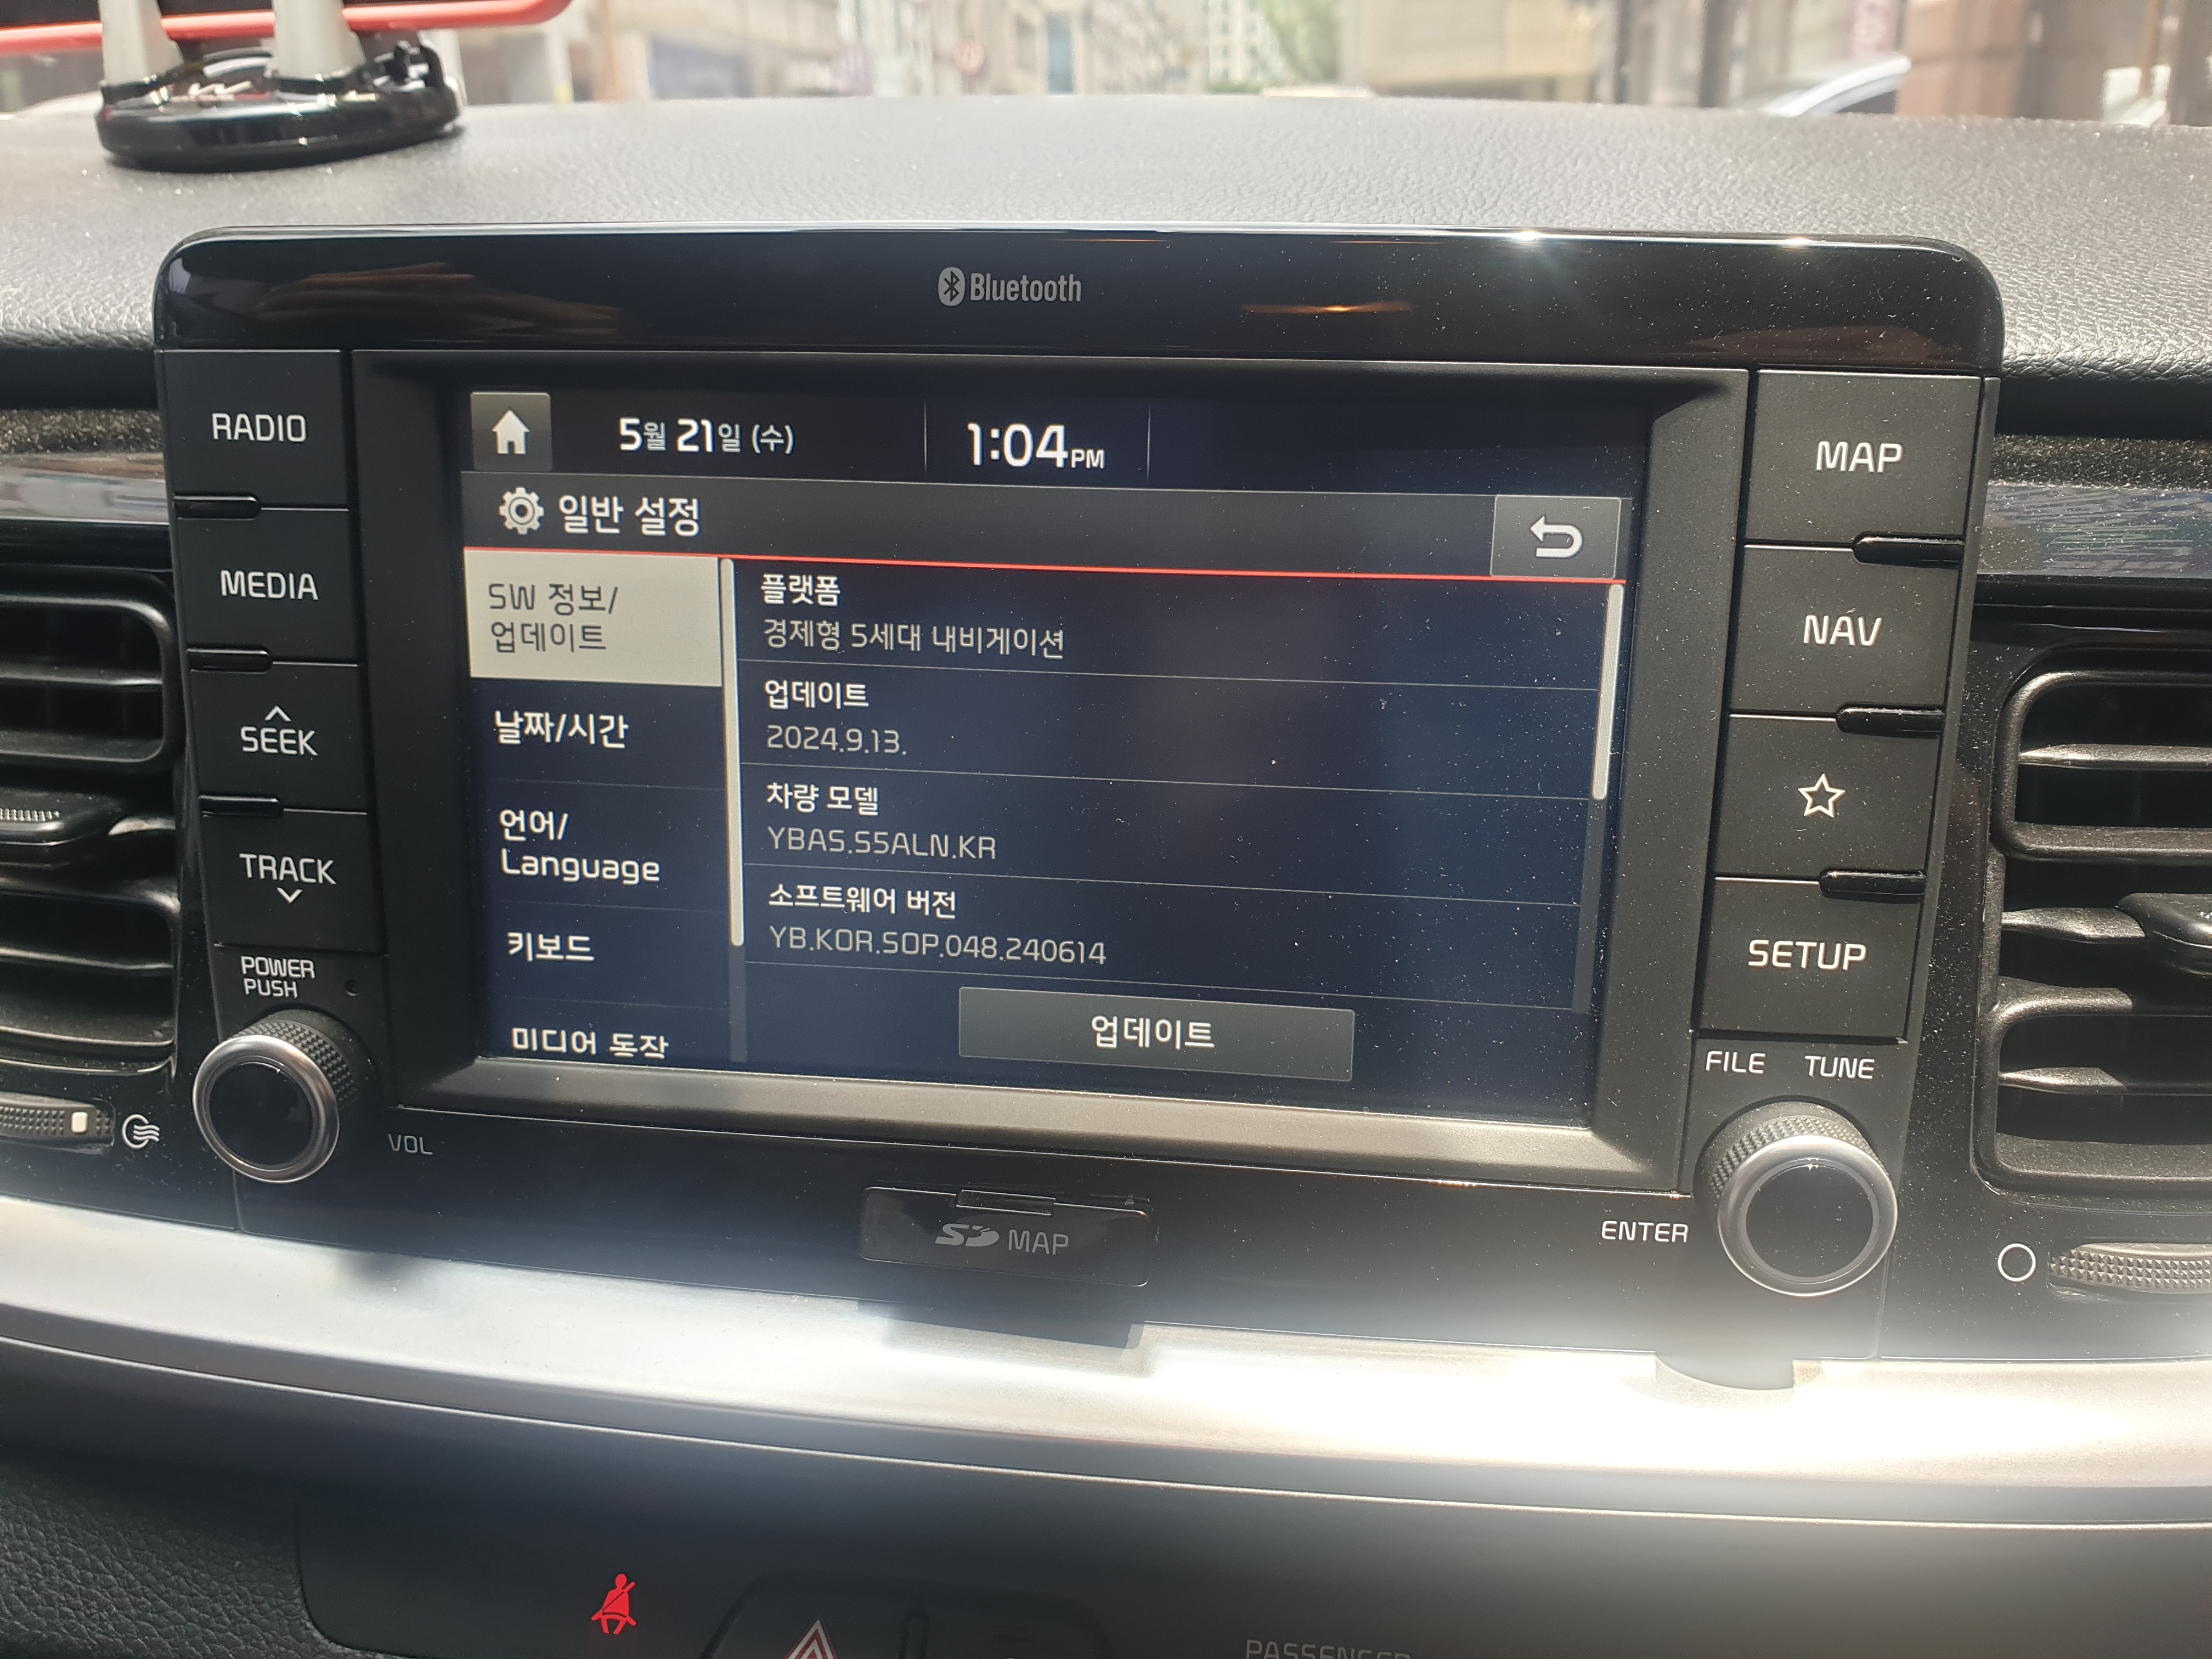 Bluetooth
RADIO
MEDIA
SEEK
TRACK
POWER
PUSH
VOL
5월 21일 (수)
1:04PM
일반 설정
SW 정보/
업데이트
날짜/시간
언어/
Language
키보드
미디어 동작
플랫폼
경제형 5세대 내비게이션
업데이트
2024.9.13.
차량 모델
YBAS.S5ALN.KR
소프트웨어 버전
YB.KOR.SOP.048.240614
업데이트
MAP
NAV
SETUP
FILE TUNE
ENTER
SD MAP
PASSENGER